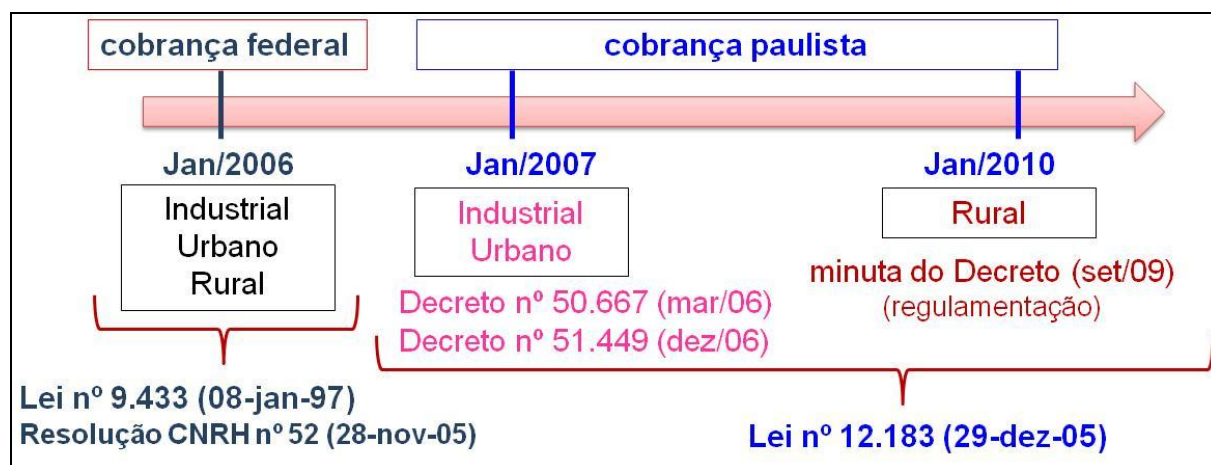 cobrança federal
cobrança paulista
Jan/2006
Jan/2007
Jan/2010
Industrial
Urbano
Rural
Industrial
Urbano
Rural
minuta do Decreto (set/09)
(regulamentação)
Decreto nº 50.667 (mar/06)
Decreto nº 51.449 (dez/06)
Lei nº 9.433 (08-jan-97)
Resolução CNRH nº 52 (28-nov-05)
Lei nº 12.183 (29-dez-05)